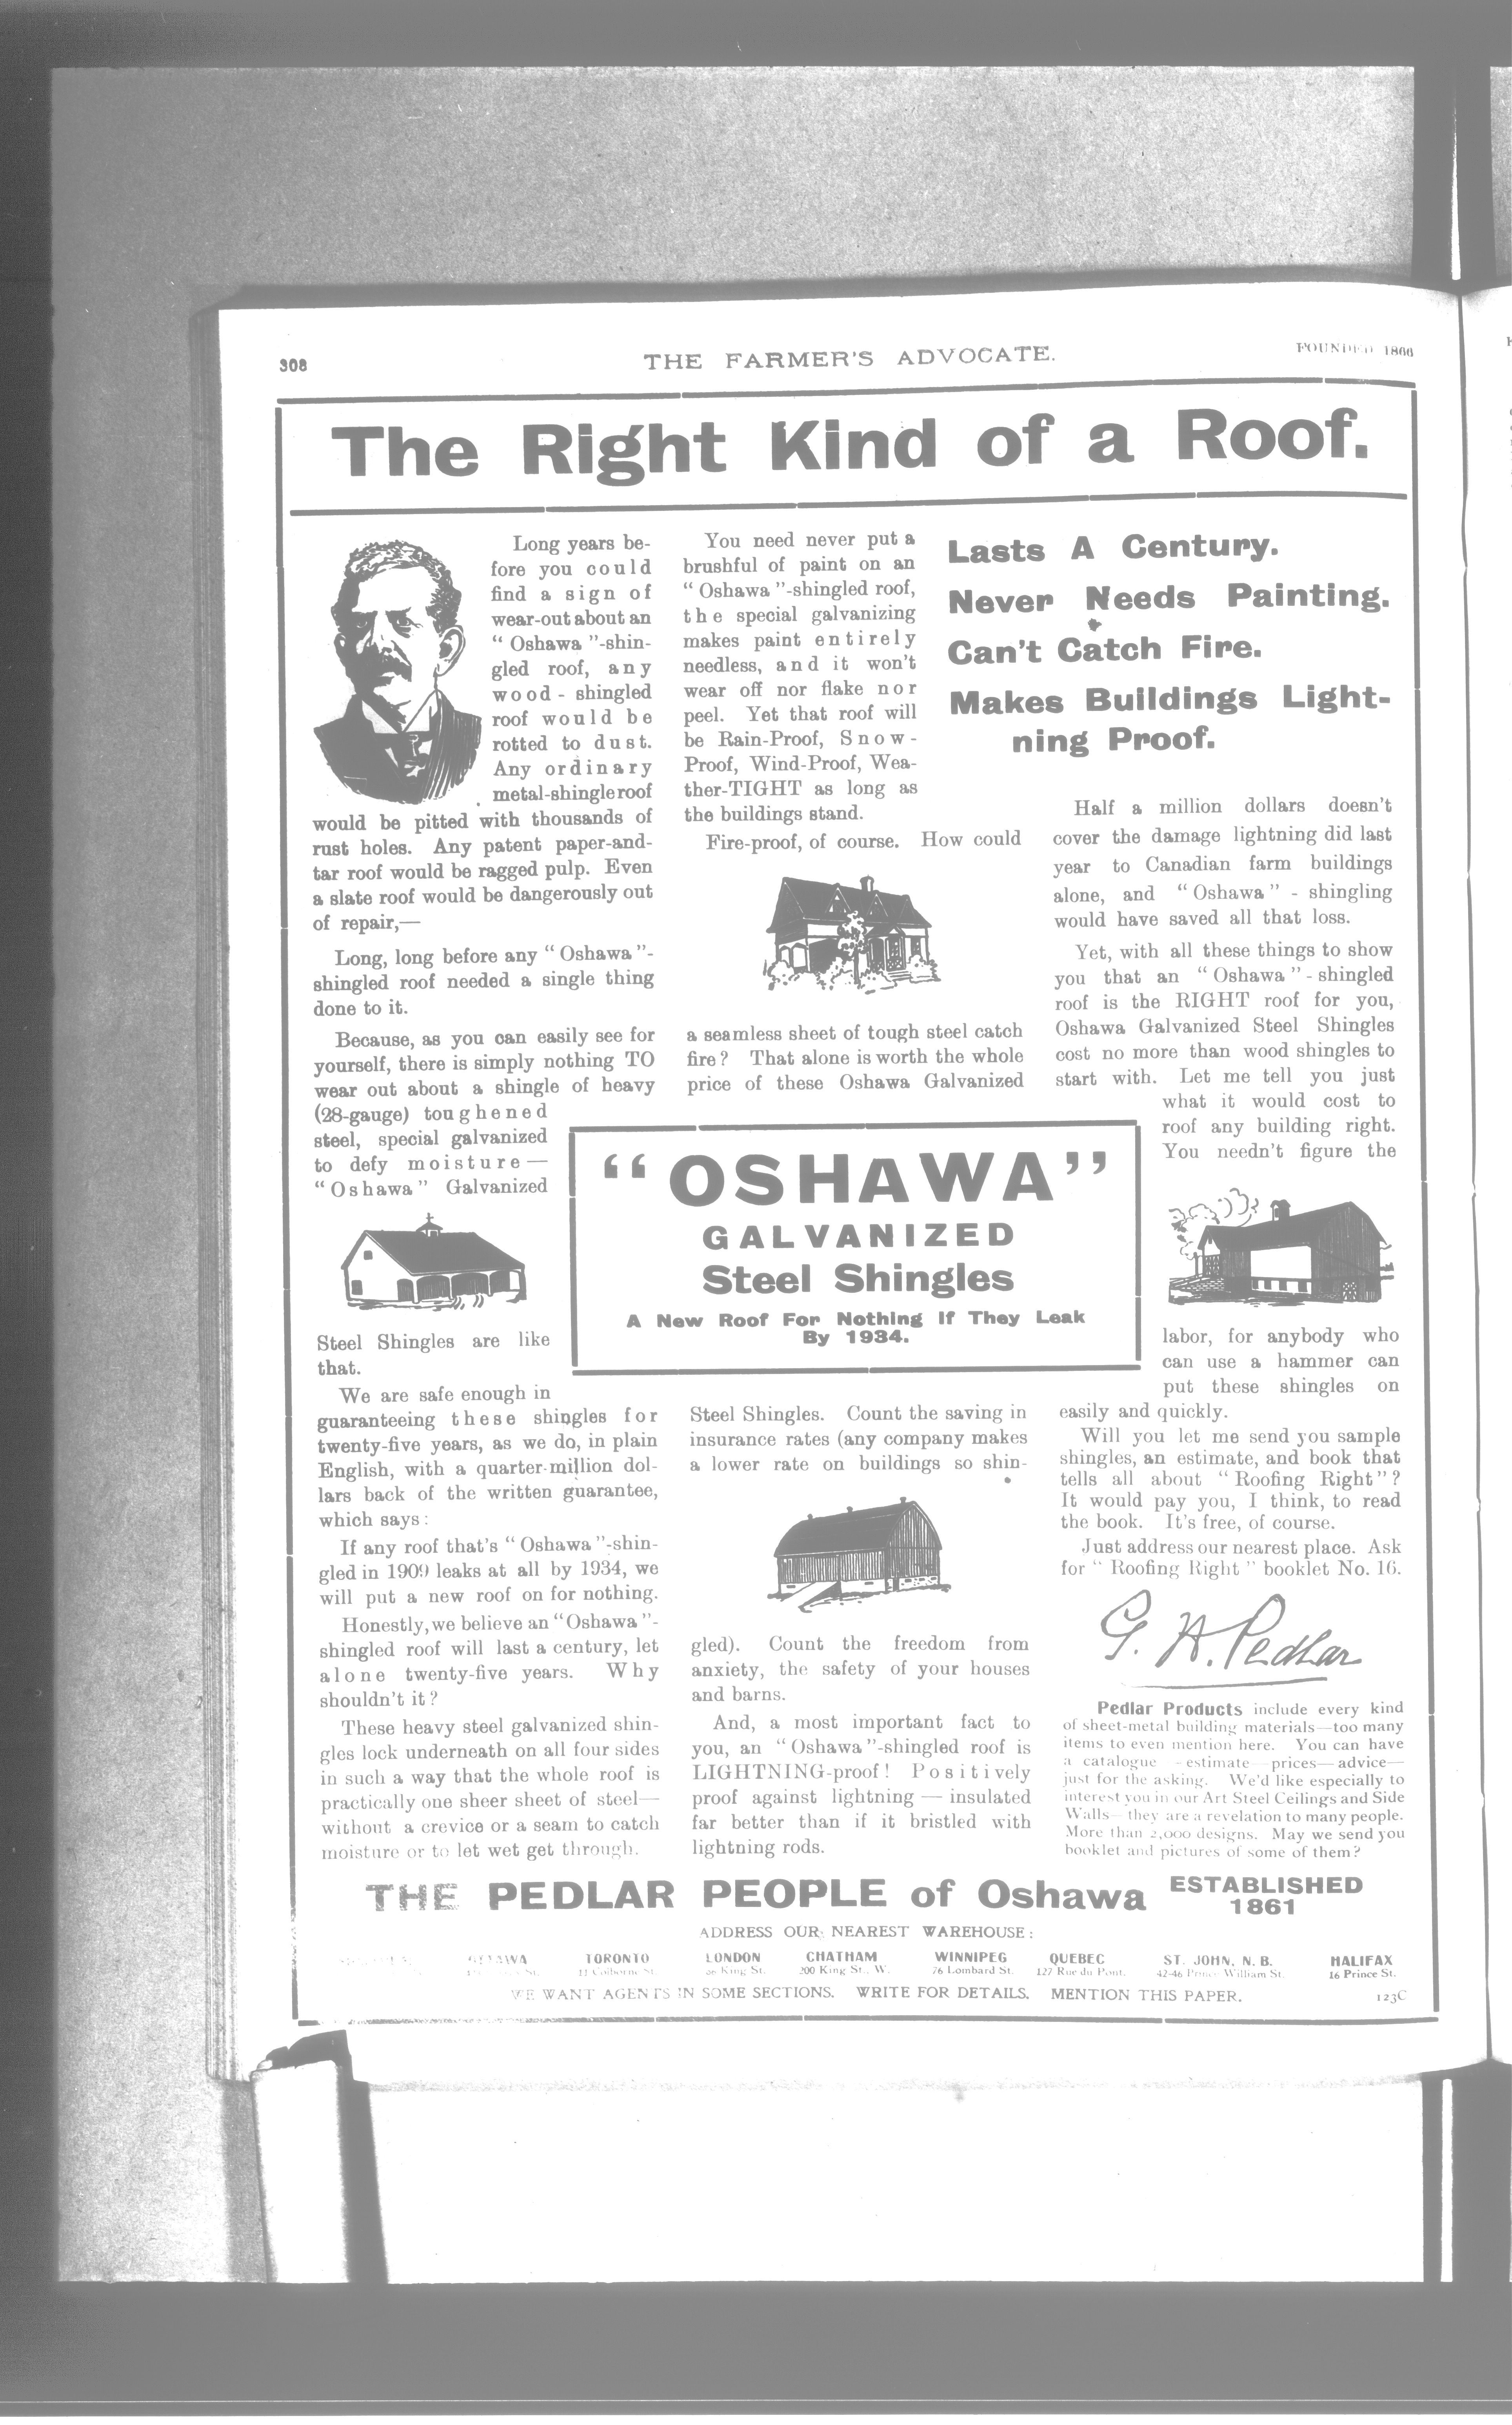 308
THE FARMER'S ADVOCATE.
FOUNDED 1866
The Right Kind of a Roof.
Long years be-
fore you could
find a sign of
wear-out about an
“ Oshawa ”-shin-
gled roof, any
wood - shingled
roof would be
rotted to dust.
Any ordinary
metal-shingle roof
would be pitted with thousands of
rust holes. Any patent paper-and-
tar roof would be ragged pulp. Even
a slate roof would be dangerously out
of repair,—
Long, long before any “ Oshawa ”-
shingled roof needed a single thing
done to it.
Because, as you can easily see for
yourself, there is simply nothing TO
wear out about a shingle of heavy
(28-gauge) toughened
steel, special galvanized
to defy moisture —
“ Oshawa ” Galvanized
Steel Shingles are like
that.
We are safe enough in
guaranteeing these shingles for
twenty-five years, as we do, in plain
English, with a quarter-million dol-
lars back of the written guarantee,
which says :
If any roof that's “ Oshawa ”-shin-
gled in 1909 leaks at all by 1934, we
will put a new roof on for nothing.
Honestly, we believe an “Oshawa ”-
shingled roof will last a century, let
alone twenty-five years. Why
shouldn't it ?
These heavy steel galvanized shin-
gles lock underneath on all four sides
in such a way that the whole roof is
practically one sheer sheet of steel—
without a crevice or a seam to catch
moisture or to let wet get through.
You need never put a
brushful of paint on an
“ Oshawa ”-shingled roof,
the special galvanizing
makes paint entirely
needless, and it won't
wear off nor flake nor
peel. Yet that roof will
be Rain-Proof, Snow-
Proof, Wind-Proof, Wea-
ther-TIGHT as long as
the buildings stand.
Fire-proof, of course. How could
a seamless sheet of tough steel catch
fire ? That alone is worth the whole
price of these Oshawa Galvanized
“OSHAWA”
GALVANIZED
Steel Shingles
A New Roof For Nothing If They Leak
By 1934.
Steel Shingles. Count the saving in
insurance rates (any company makes
a lower rate on buildings so shin-
gled). Count the freedom from
anxiety, the safety of your houses
and barns.
And, a most important fact to
you, an “ Oshawa ”-shingled roof is
LIGHTNING-proof ! Positively
proof against lightning — insulated
far better than if it bristled with
lightning rods.
Lasts A Century.
Never Needs Painting.
Can't Catch Fire.
Makes Buildings Light-
ning Proof.
Half a million dollars doesn't
cover the damage lightning did last
year to Canadian farm buildings
alone, and “ Oshawa ” - shingling
would have saved all that loss.
Yet, with all these things to show
you that an “ Oshawa ” - shingled
roof is the RIGHT roof for you,
Oshawa Galvanized Steel Shingles
cost no more than wood shingles to
start with. Let me tell you just
what it would cost to
roof any building right.
You needn't figure the
labor, for anybody who
can use a hammer can
put these shingles on
easily and quickly.
Will you let me send you sample
shingles, an estimate, and book that
tells all about “ Roofing Right ” ?
It would pay you, I think, to read
the book. It's free, of course.
Just address our nearest place. Ask
for “ Roofing Right ” booklet No. 16.
G. H. Pedlar
Pedlar Products include every kind
of sheet-metal building materials—too many
items to even mention here. You can have
a catalogue - estimate - prices—advice—
just for the asking. We'd like especially to
interest you in our Art Steel Ceilings and Side
Walls—they are a revelation to many people.
More than 2,000 designs. May we send you
booklet and pictures of some of them ?
THE PEDLAR PEOPLE of Oshawa ESTABLISHED
1861
ADDRESS OUR NEAREST WAREHOUSE :
OTTAWA TORONTO LONDON CHATHAM WINNIPEG QUEBEC ST. JOHN, N. B. HALIFAX
11 Colborne St. 86 King St. 200 King St., W. 76 Lombard St. 127 Rue du Pont. 42-46 Prince William St. 16 Prince St.
WE WANT AGENTS IN SOME SECTIONS. WRITE FOR DETAILS. MENTION THIS PAPER.
123C